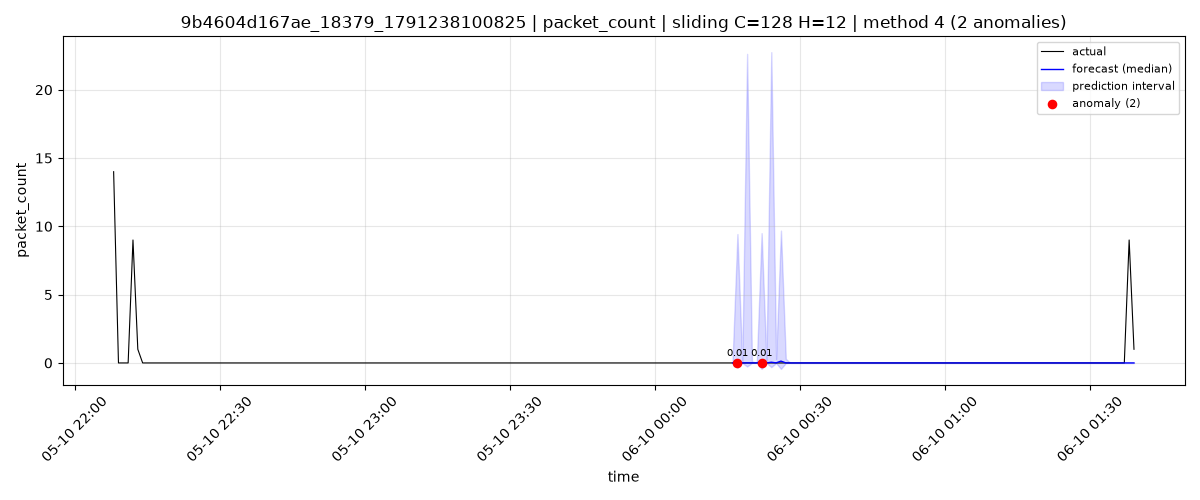 9b4604d167ae_18379_1791238100825 | packet_count | sliding C=128 H=12 | method 4 (2 anomalies)
packet_count
20
15
10
5
0
actual
forecast (median)
prediction interval
anomaly (2)
0.01 0.01
05-10 22:00
05-10 22:30
05-10 23:00
05-10 23:30
06-10 00:00
06-10 00:30
06-10 01:00
06-10 01:30
time